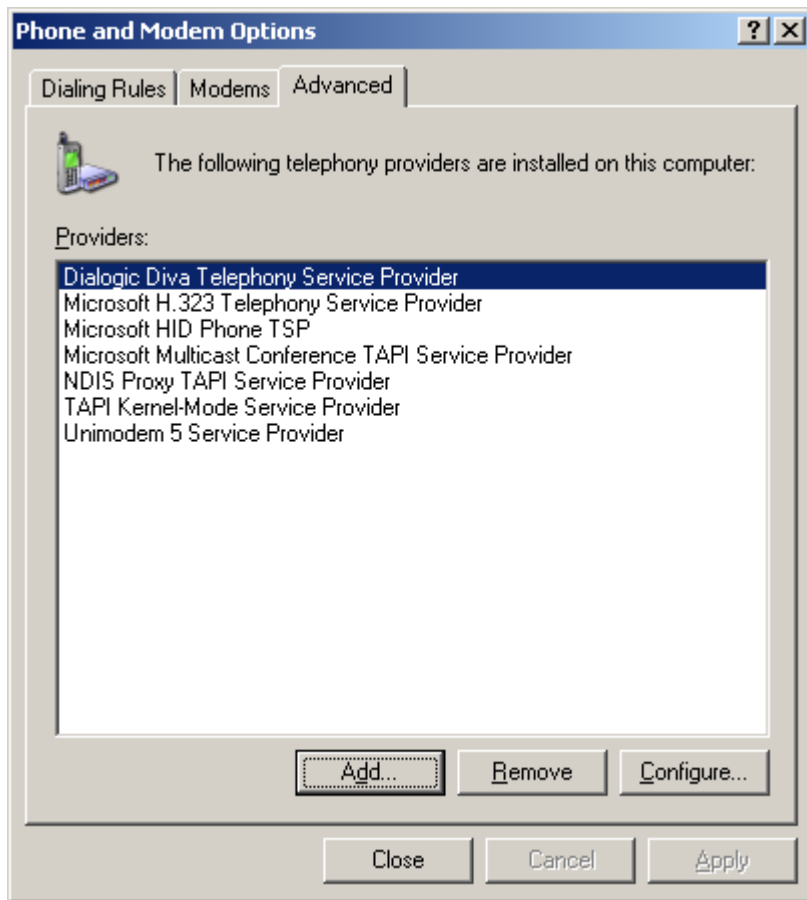 Phone and Modem Options
Dialing Rules Modems Advanced
The following telephony providers are installed on this computer:
Providers:
Dialogic Diva Telephony Service Provider
Microsoft H.323 Telephony Service Provider
Microsoft HID Phone TSP
Microsoft Multicast Conference TAPI Service Provider
NDIS Proxy TAPI Service Provider
TAPI Kernel-Mode Service Provider
Unimodem 5 Service Provider
Add... Remove Configure...
Close Cancel Apply